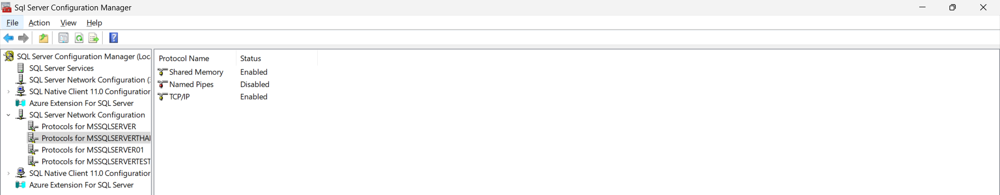 Sql Server Configuration Manager
File Action View Help
SQL Server Configuration Manager (Loc
SQL Server Services
SQL Server Network Configuration (
SQL Native Client 11.0 Configuration
Azure Extension For SQL Server
SQL Server Network Configuration
Protocols for MSSQLSERVER
Protocols for MSSQLSERVERTHA
Protocols for MSSQLSERVER01
Protocols for MSSQLSERVERTEST
SQL Native Client 11.0 Configuration
Azure Extension For SQL Server
Protocol Name Status
Shared Memory Enabled
Named Pipes Disabled
TCP/IP Enabled